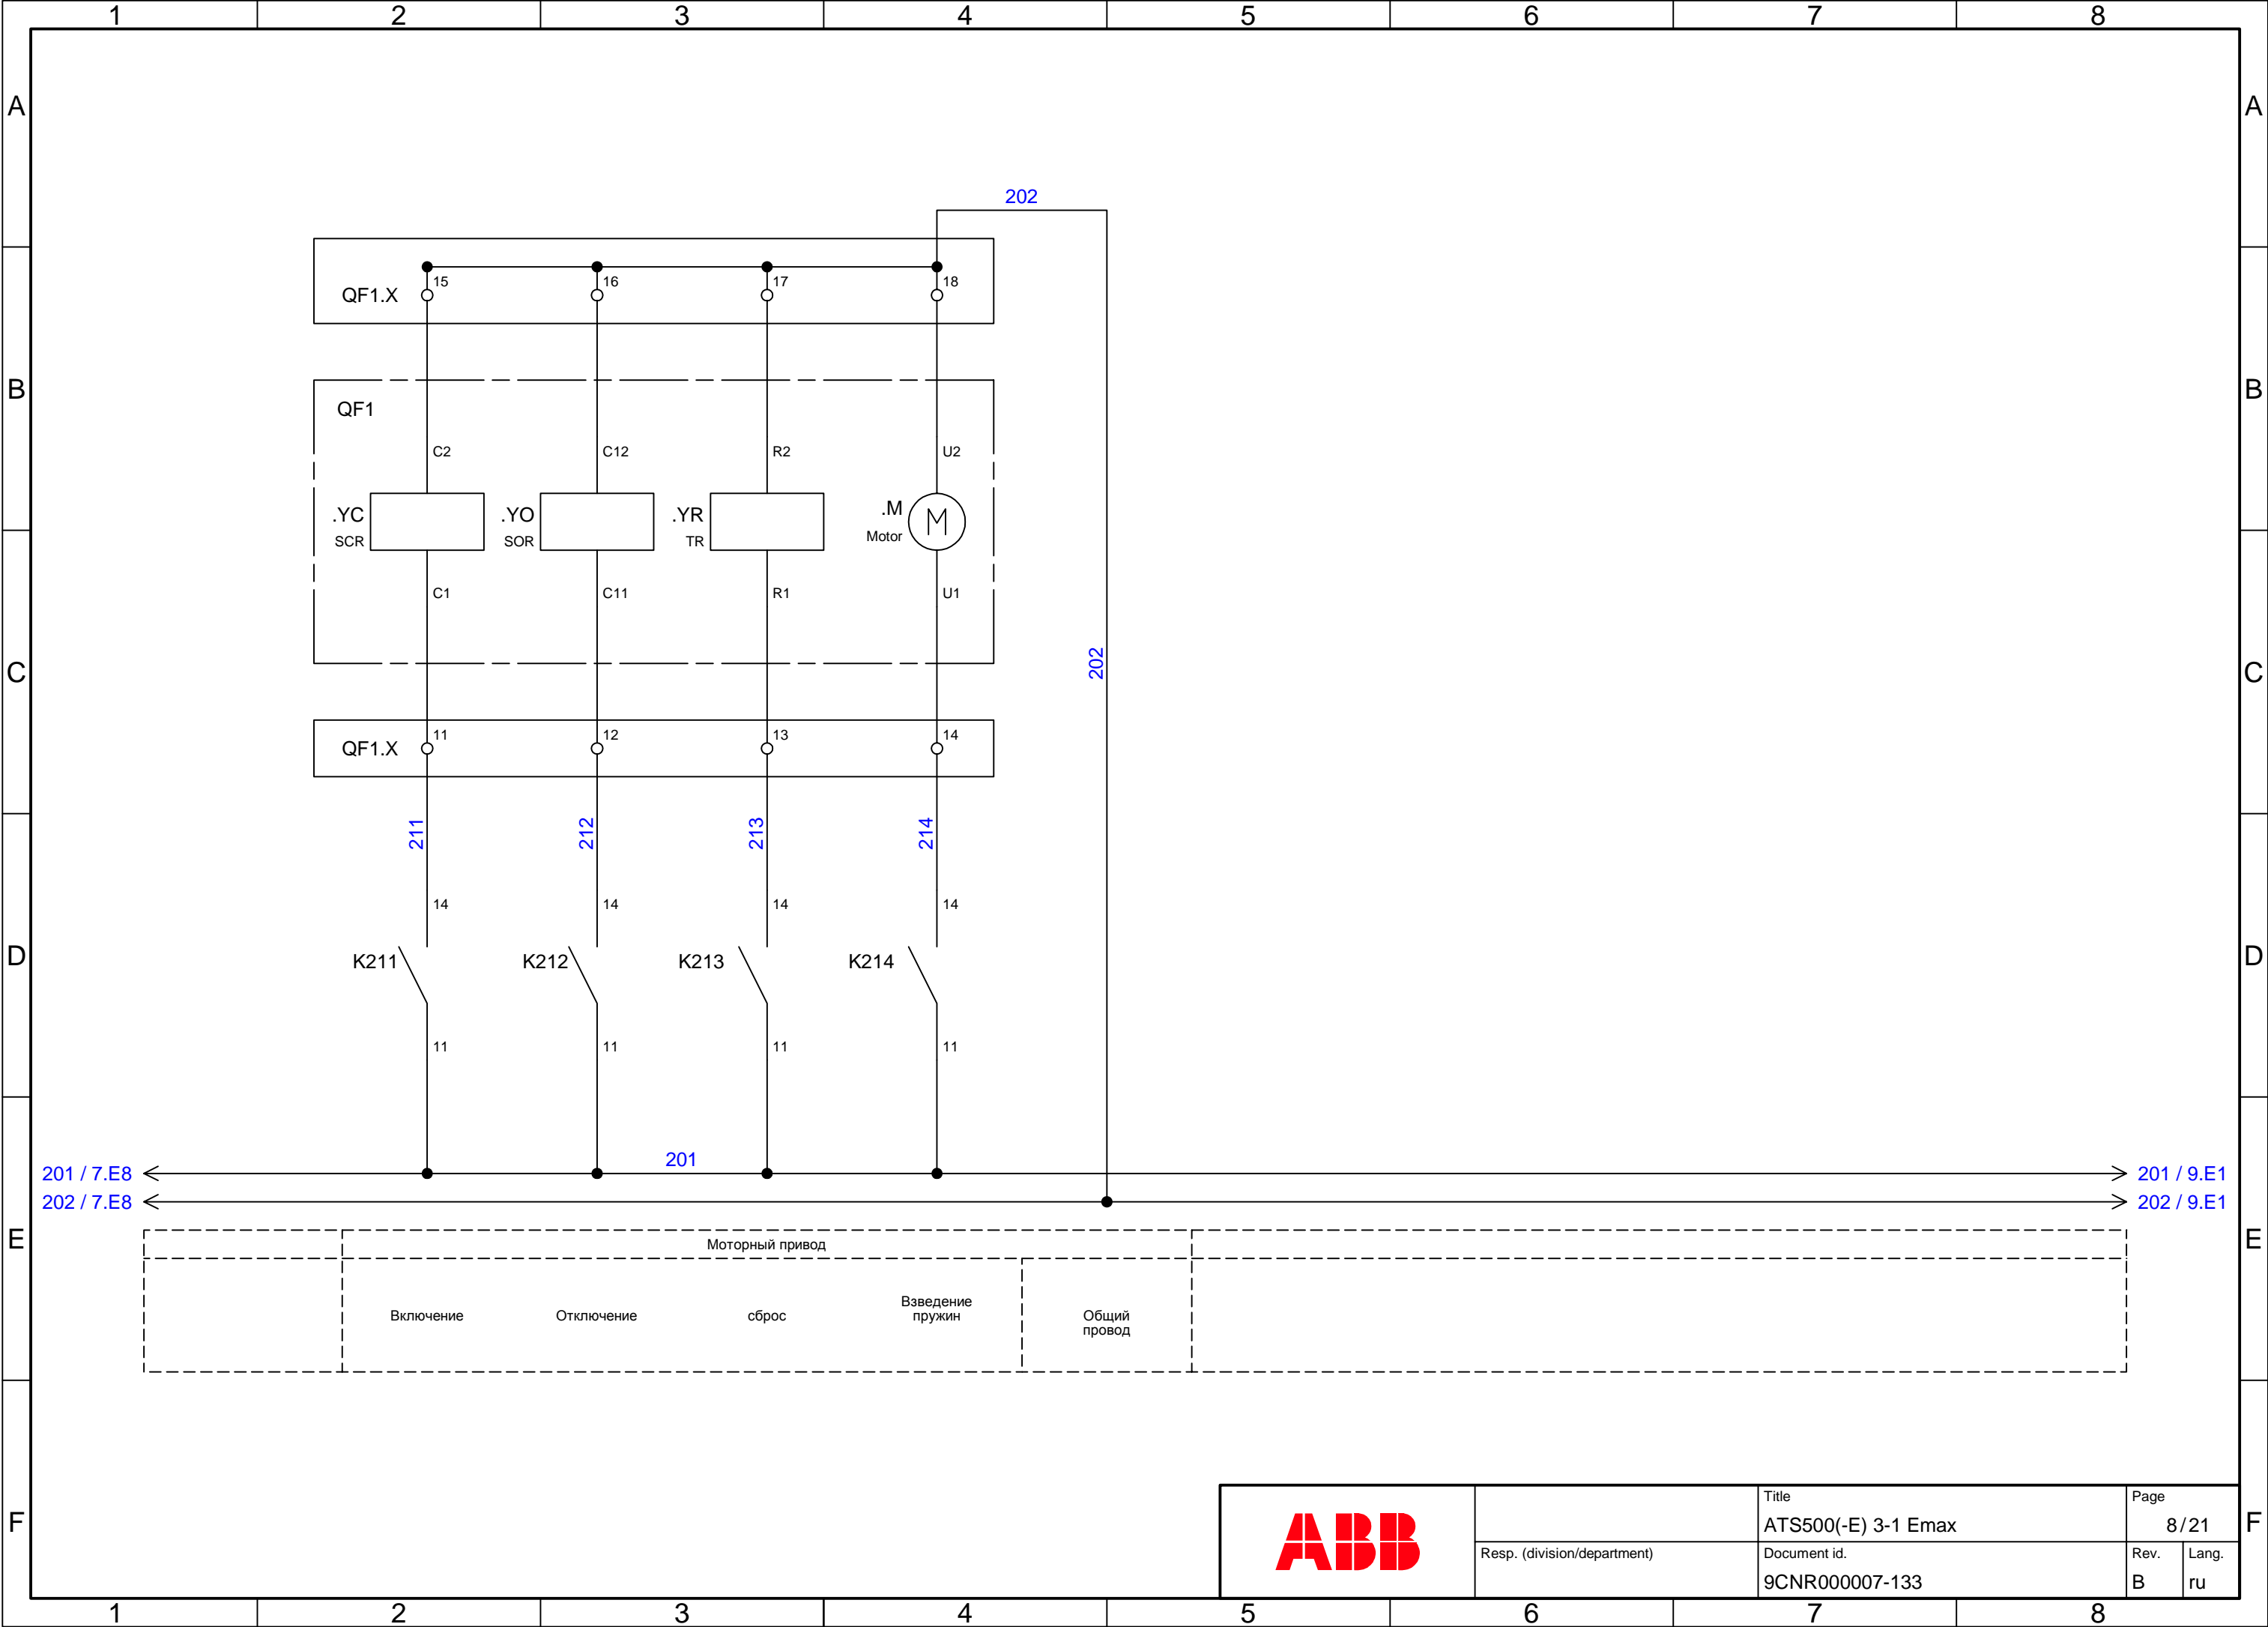 1 2 3 4 5 6 7 8
A A
202
15 16 17 18
QF1.X
B B
QF1
C2 C12 R2 U2
.YC .YO .YR .M M
SCR SOR TR Motor
C1 C11 R1 U1
202
C C
11 12 13 14
QF1.X
211 212 213 214
14 14 14 14
D D
K211 K212 K213 K214
11 11 11 11
201
201 / 7.E8 201 / 9.E1
202 / 7.E8 202 / 9.E1
E E
Моторный привод
Включение Отключение сброс Взведение
пружин
Общий
провод
F F
ABB
Title
ATS500(-E) 3-1 Emax
Page
8/21
Resp. (division/department)
Document id.
9CNR000007-133
Rev.
B
Lang.
ru
1 2 3 4 5 6 7 8